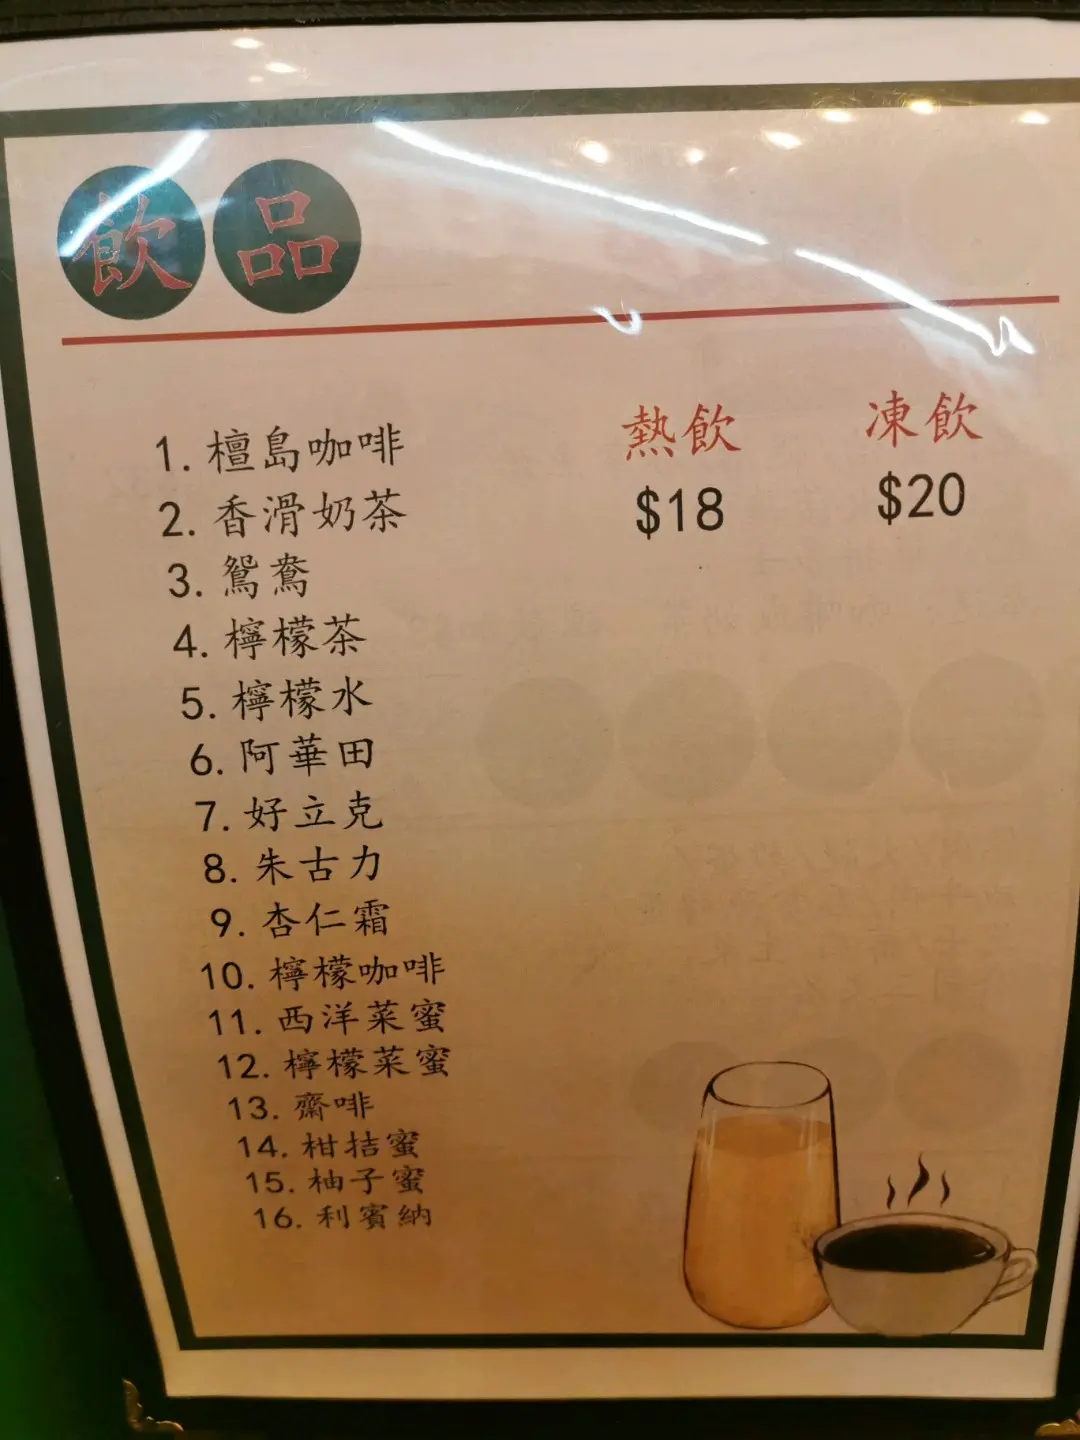 飲品
熱飲 凍飲
$18 $20
1. 檀島咖啡
2. 香滑奶茶
3. 鴛鴦
4. 檸檬茶
5. 檸檬水
6. 阿華田
7. 好立克
8. 朱古力
9. 杏仁霜
10. 檸檬咖啡
11. 西洋菜蜜
12. 檸檬菜蜜
13. 齋啡
14. 柑拮蜜
15. 柚子蜜
16. 利賓納